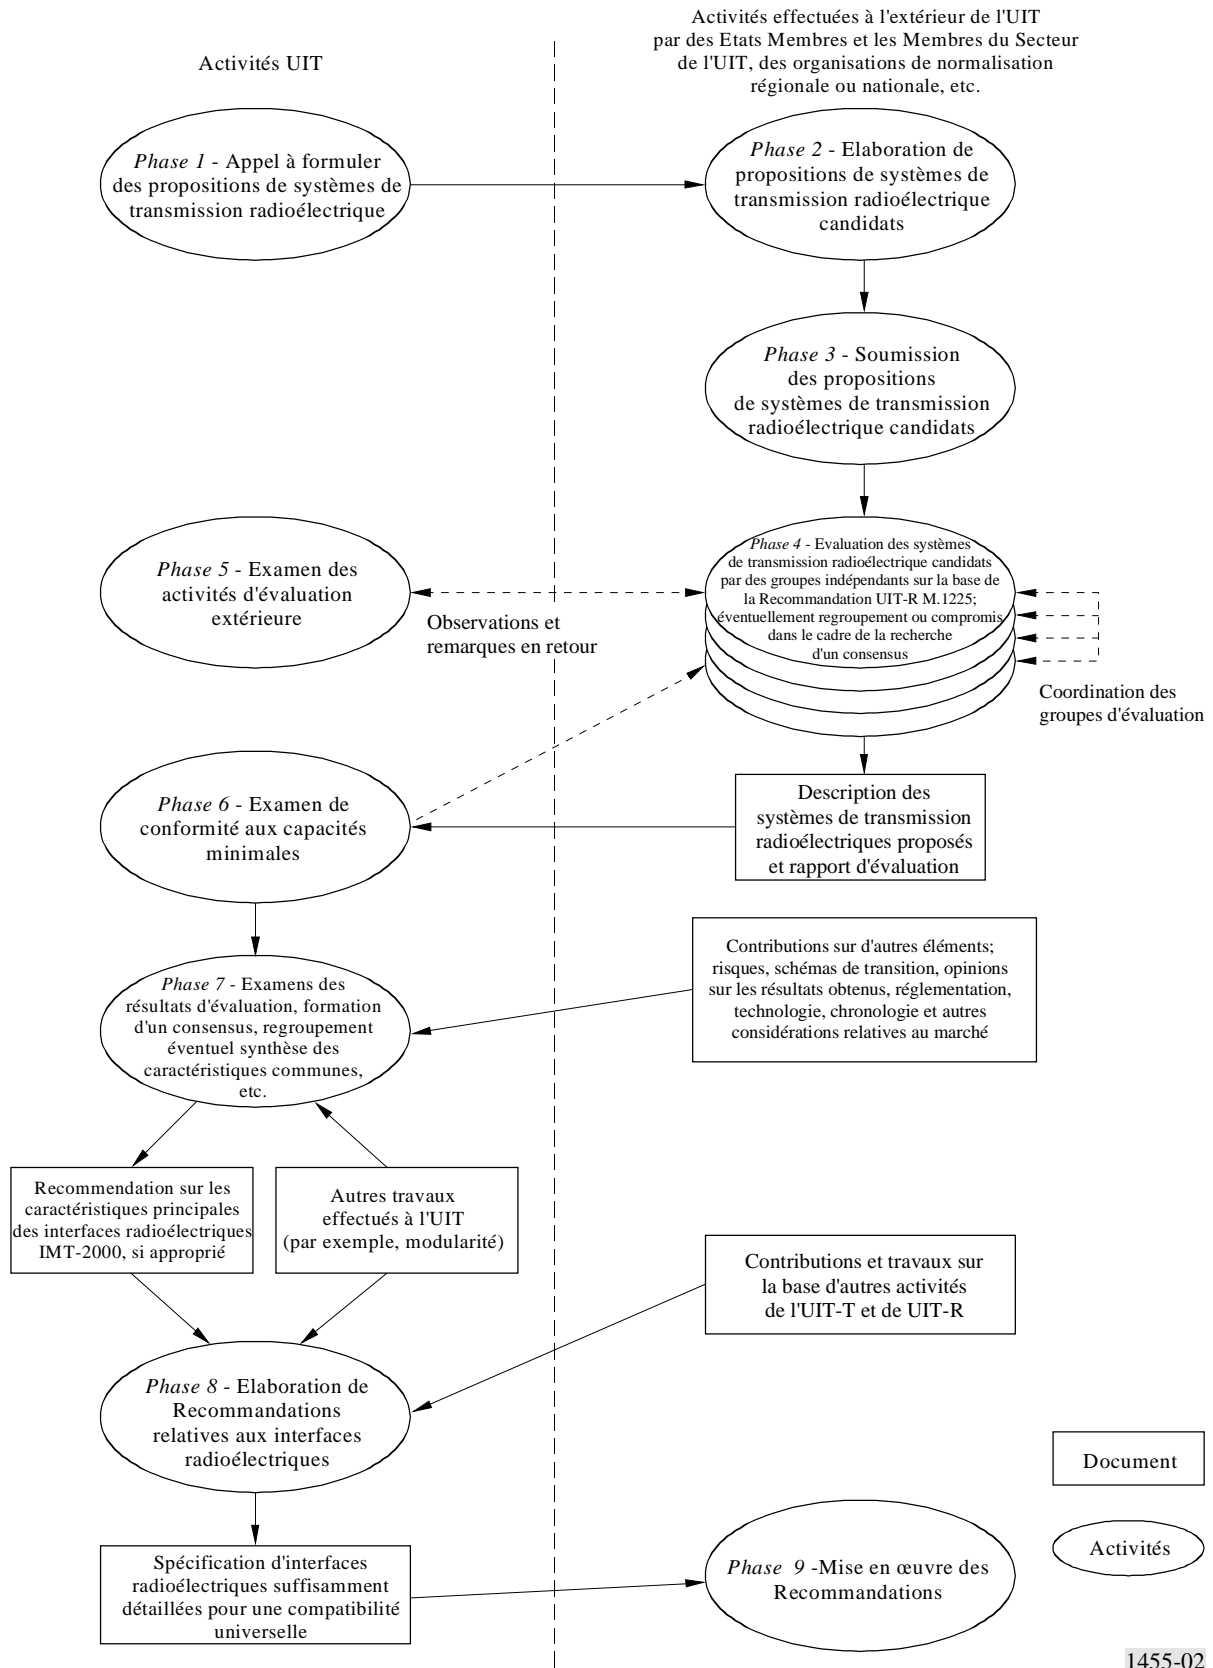 Activités UIT
Activités effectuées à l'extérieur de l'UIT
par des Etats Membres et les Membres du Secteur
de l'UIT, des organisations de normalisation
régionale ou nationale, etc.
Phase 1 - Appel à formuler
des propositions de systèmes de
transmission radioélectrique
Phase 2 - Elaboration de
propositions de systèmes de
transmission radioélectrique
candidats
Phase 3 - Soumission
des propositions
de systèmes de transmission
radioélectrique candidats
Phase 4 - Evaluation des systèmes
de transmission radioélectrique candidats
par des groupes indépendants sur la base de
la Recommandation UIT-R M.1225;
éventuellement regroupement ou compromis
dans le cadre de la recherche
d'un consensus
Phase 5 - Examen des
activités d'évaluation
extérieure
Observations et
remarques en retour
Coordination des
groupes d'évaluation
Phase 6 - Examen de
conformité aux capacités
minimales
Description des
systèmes de transmission
radioélectriques proposés
et rapport d'évaluation
Phase 7 - Examens des
résultats d'évaluation, formation
d'un consensus, regroupement
éventuel synthèse des
caractéristiques communes,
etc.
Contributions sur d'autres éléments;
risques, schémas de transition, opinions
sur les résultats obtenus, réglementation,
technologie, chronologie et autres
considérations relatives au marché
Recommendation sur les
caractéristiques principales
des interfaces radioélectriques
IMT-2000, si approprié
Autres travaux
effectués à l'UIT
(par exemple, modularité)
Contributions et travaux sur
la base d'autres activités
de l'UIT-T et de UIT-R
Phase 8 - Elaboration de
Recommandations
relatives aux interfaces
radioélectriques
Document
Activités
Spécification d'interfaces
radioélectriques suffisamment
détaillées pour une compatibilité
universelle
Phase 9 -Mise en œuvre des
Recommandations
1455-02